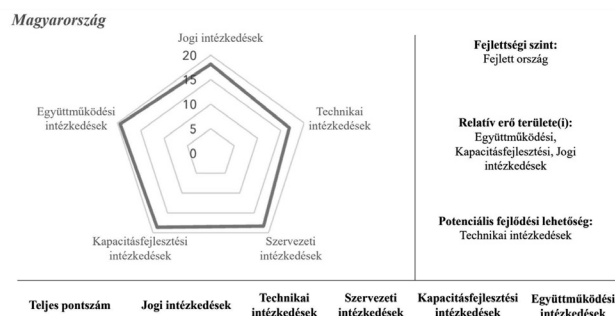 Magyarország
Jogi intézkedések
20
15
10
5
0
Technikai
intézkedések
Együttműködési
intézkedések
Kapacitásfejlesztési
intézkedések
Szervezeti
intézkedések
Fejlettségi szint:
Fejlett ország
Relatív erő területe(i):
Együttműködési,
Kapacitásfejlesztési, Jogi
intézkedések
Potenciális fejlődési lehetőség:
Technikai intézkedések
Teljes pontszám
Jogi intézkedések
Technikai
intézkedések
Szervezeti
intézkedések
Kapacitásfejlesztési
intézkedések
Együttműködési
intézkedések